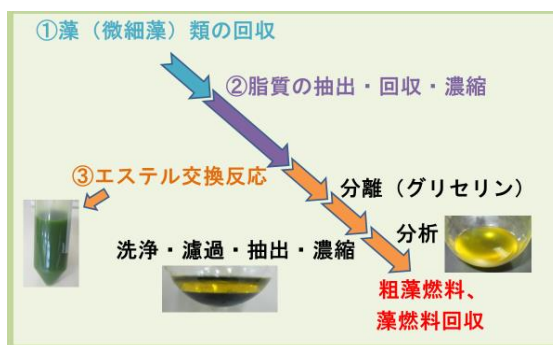 ①藻（微細藻）類の回収
②脂質の抽出・回収・濃縮
③エステル交換反応
分離（グリセリン）
分析
洗浄・濾過・抽出・濃縮
粗藻燃料、
藻燃料回収